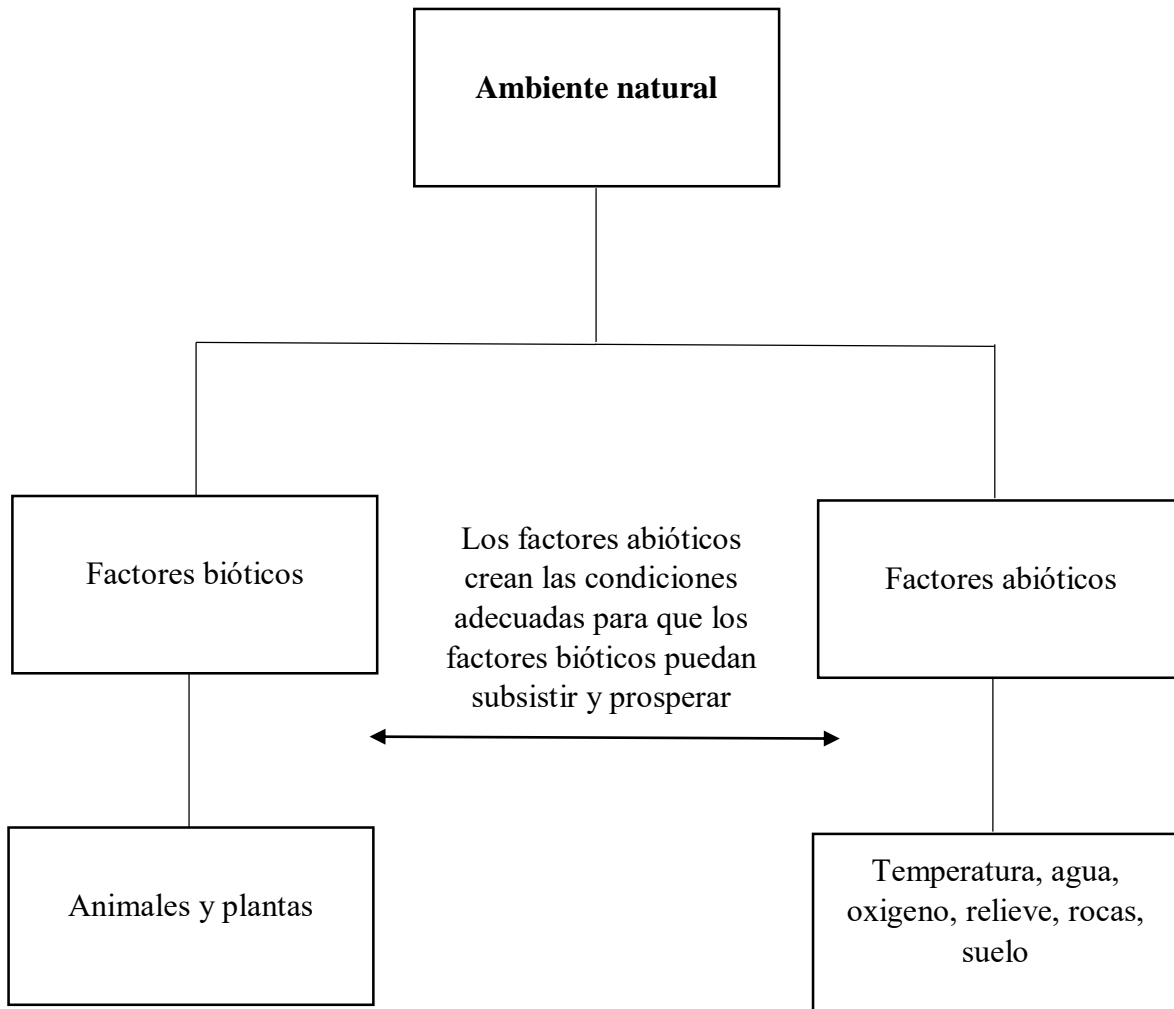 Ambiente natural
Factores bióticos
Los factores abióticos
crean las condiciones
adecuadas para que los
factores bióticos puedan
subsistir y prosperar
Factores abióticos
Animales y plantas
Temperatura, agua,
oxigeno, relieve, rocas,
suelo